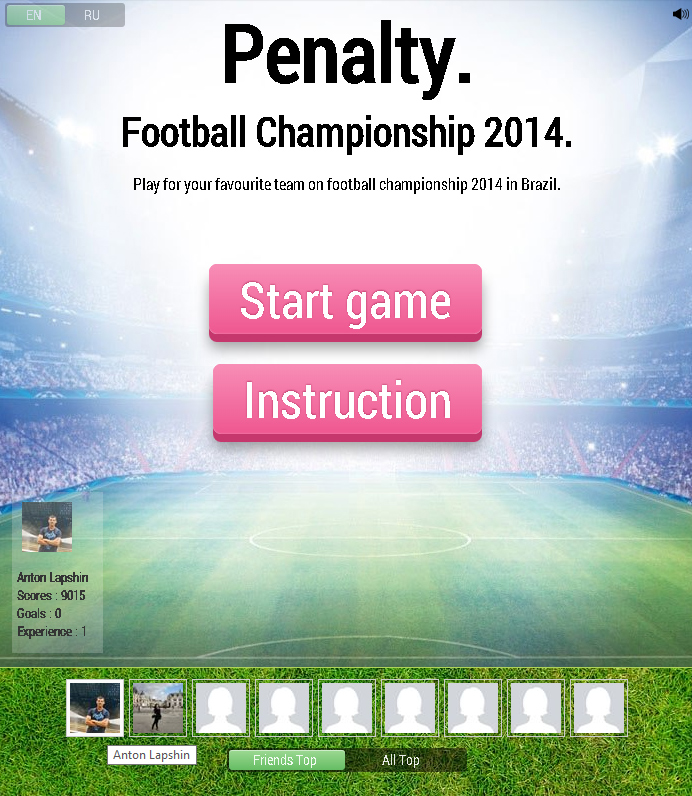 EN RU
Penalty.
Football Championship 2014.
Play for your favourite team on football championship 2014 in Brazil.
Start game
Instruction
Anton Lapshin
Scores : 9015
Goals : 0
Experience : 1
Anton Lapshin
Friends Top All Top